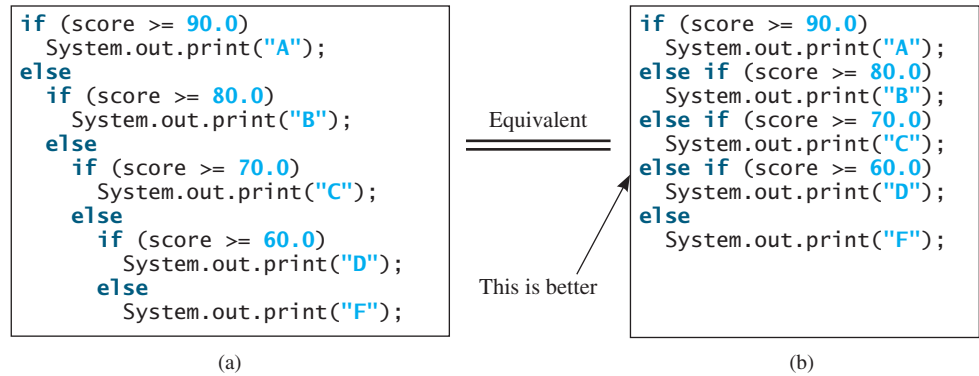 if (score >= 90.0)
  System.out.print("A");
else
  if (score >= 80.0)
    System.out.print("B");
  else
    if (score >= 70.0)
      System.out.print("C");
    else
      if (score >= 60.0)
        System.out.print("D");
      else
        System.out.print("F");
(a)
Equivalent
This is better
if (score >= 90.0)
  System.out.print("A");
else if (score >= 80.0)
  System.out.print("B");
else if (score >= 70.0)
  System.out.print("C");
else if (score >= 60.0)
  System.out.print("D");
else
  System.out.print("F");
(b)